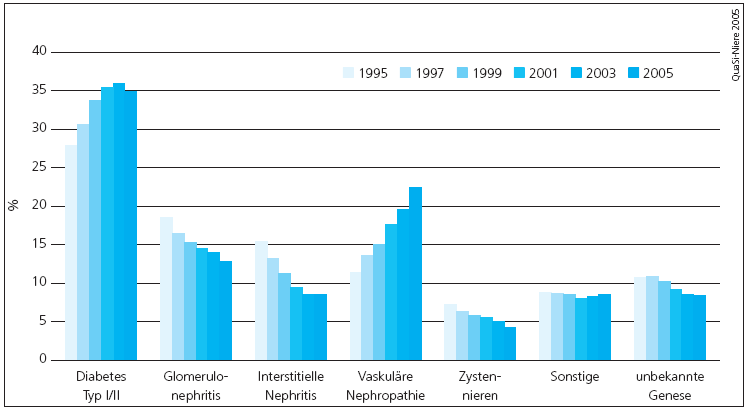 QuaSi-Niere 2005
40
35
30
25
20
15
10
5
0
%
1995 1997 1999 2001 2003 2005
Diabetes
Typ I/II
Glomerulo-
nephritis
Interstitielle
Nephritis
Vaskuläre
Nephropathie
Zysten-
nieren
Sonstige
unbekannte
Genese